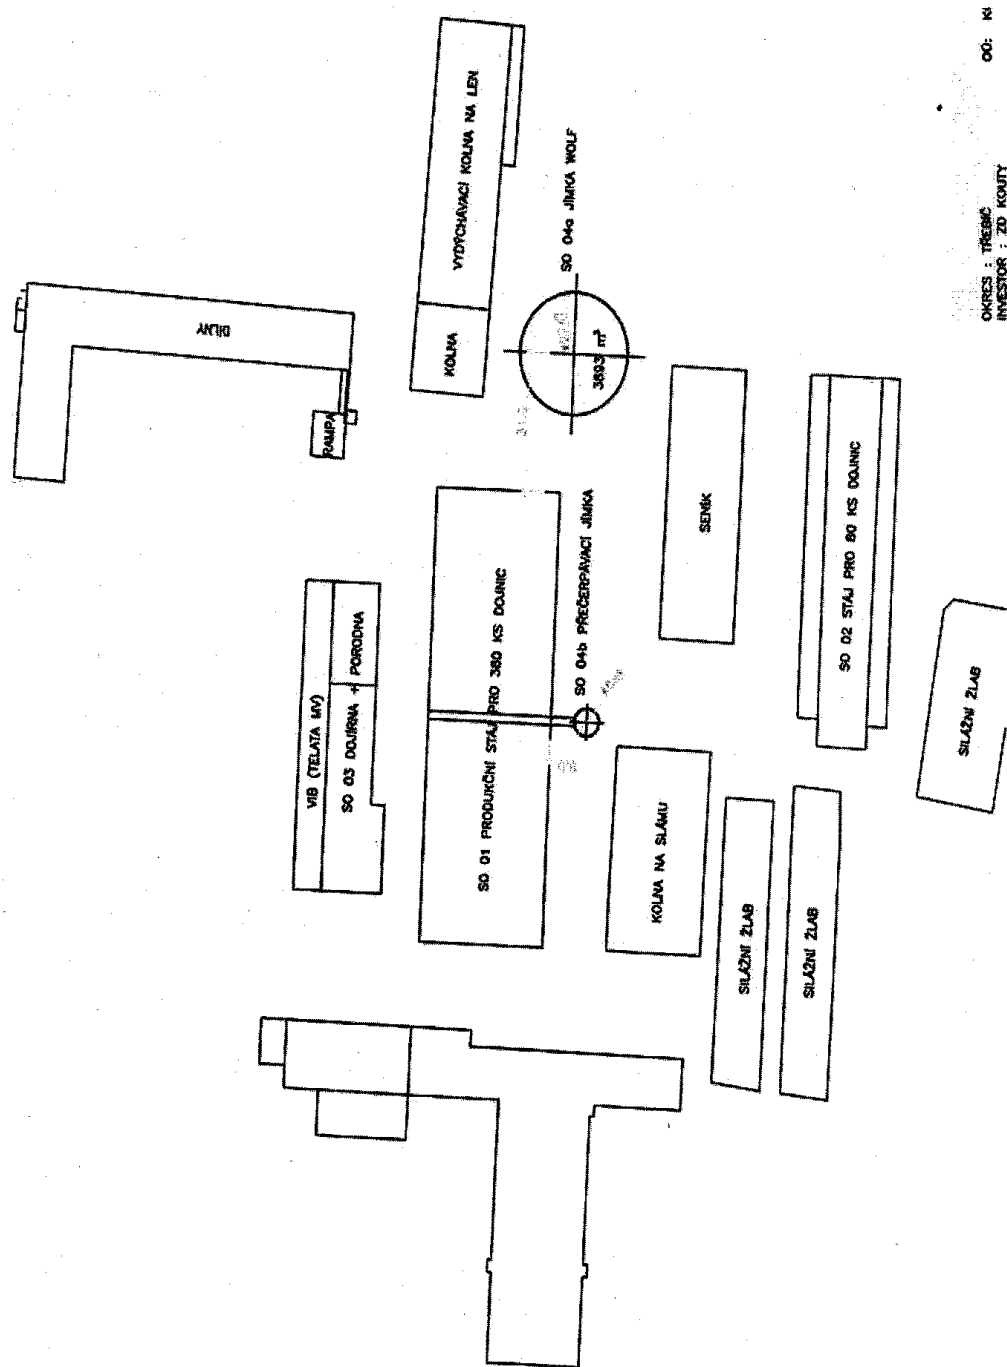 VYDÝCHÁVACÍ KOLNA NA LEN
KOLNA
SO 04a JÍMKA WOLF
3693 m³
DÍLNY
RAMPA
VIB (TELATA MV)
SO 03 DOJÍRNA + PORODNA
SO 01 PRODUKČNÍ STÁJ PRO 380 KS DOJNIC
SO 04b PŘEČERPÁVACÍ JÍMKA
SENÍK
SO 02 STÁJ PRO 80 KS DOJNIC
KOLNA NA SLÁMU
SILÁŽNÍ ŽLAB
SILÁŽNÍ ŽLAB
SILÁŽNÍ ŽLAB
OKRES : TŘEBÍČ
INVESTOR : ZD KOUTY